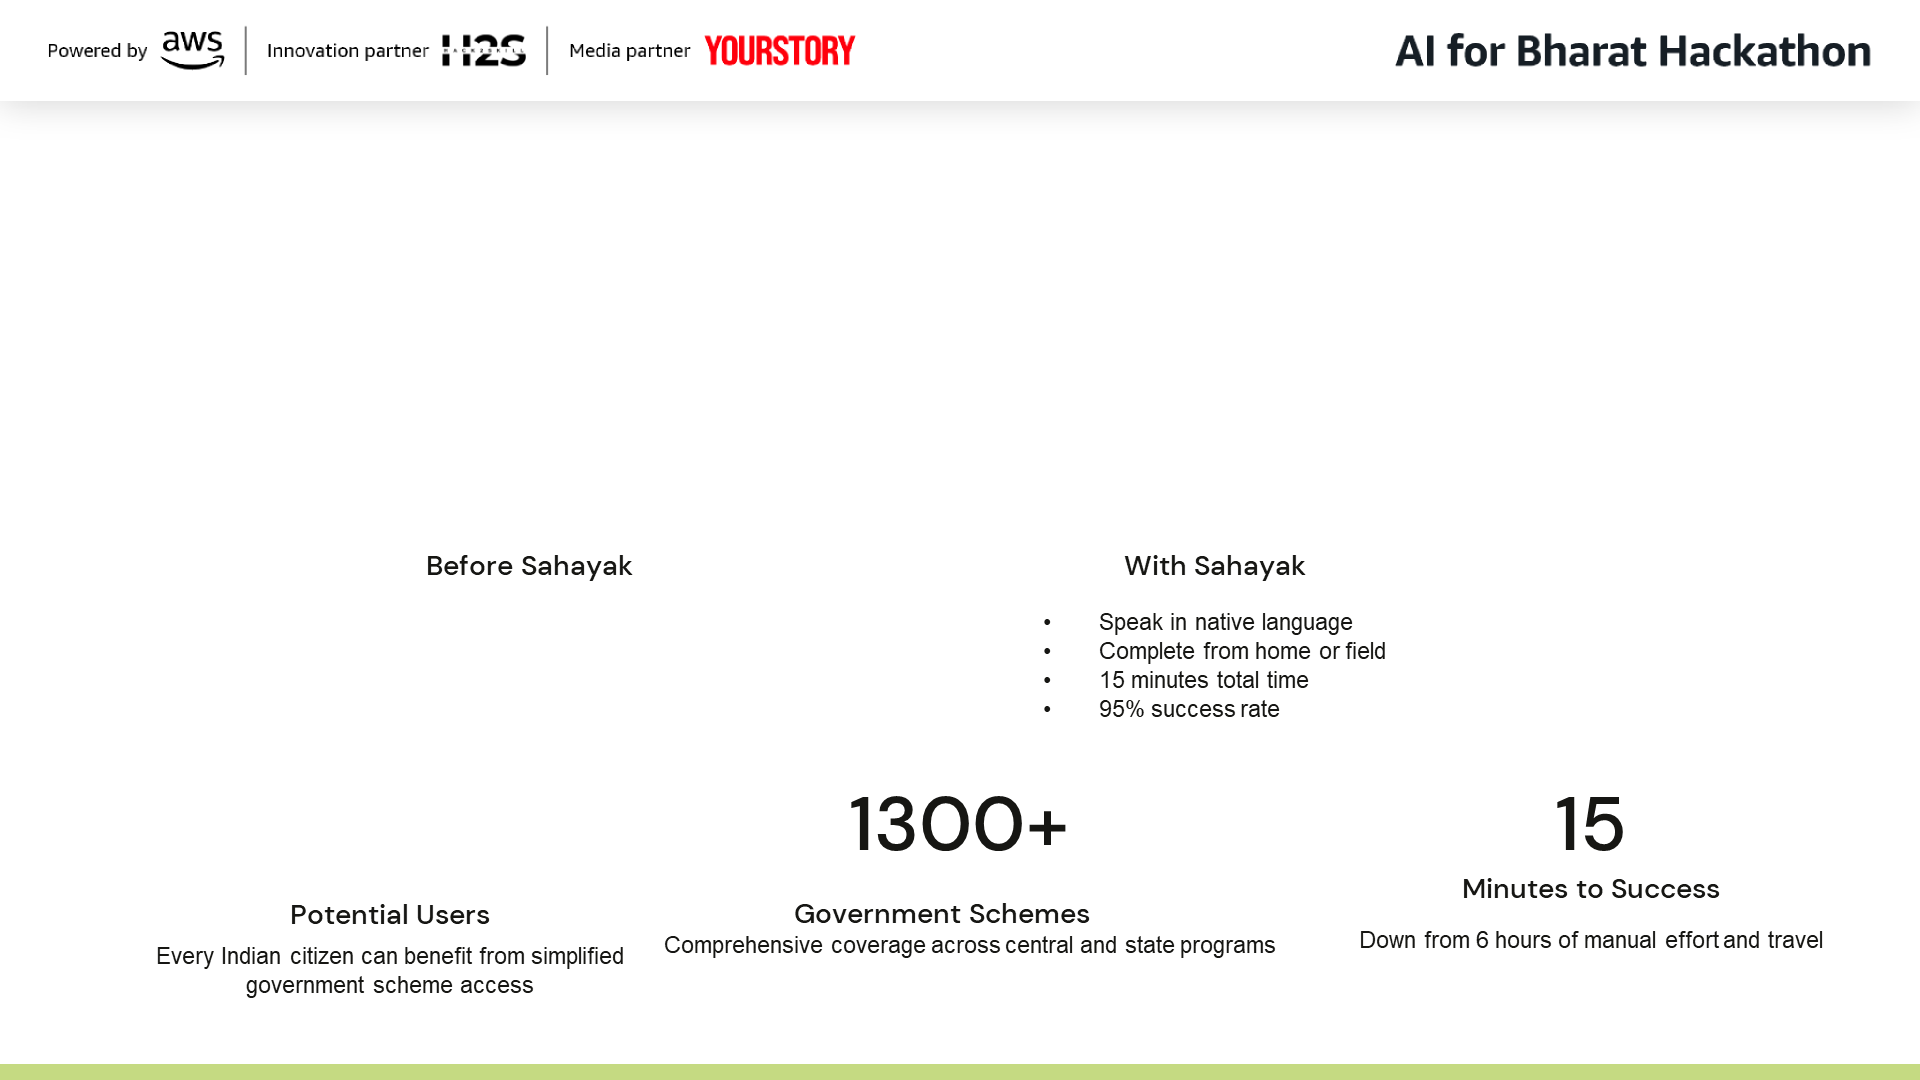 Powered by aws Innovation partner H2S Media partner YOURSTORY
AI for Bharat Hackathon
Before Sahayak
With Sahayak
• Speak in native language
• Complete from home or field
• 15 minutes total time
• 95% success rate
Potential Users
Every Indian citizen can benefit from simplified
government scheme access
1300+
Government Schemes
Comprehensive coverage across central and state programs
15
Minutes to Success
Down from 6 hours of manual effort and travel